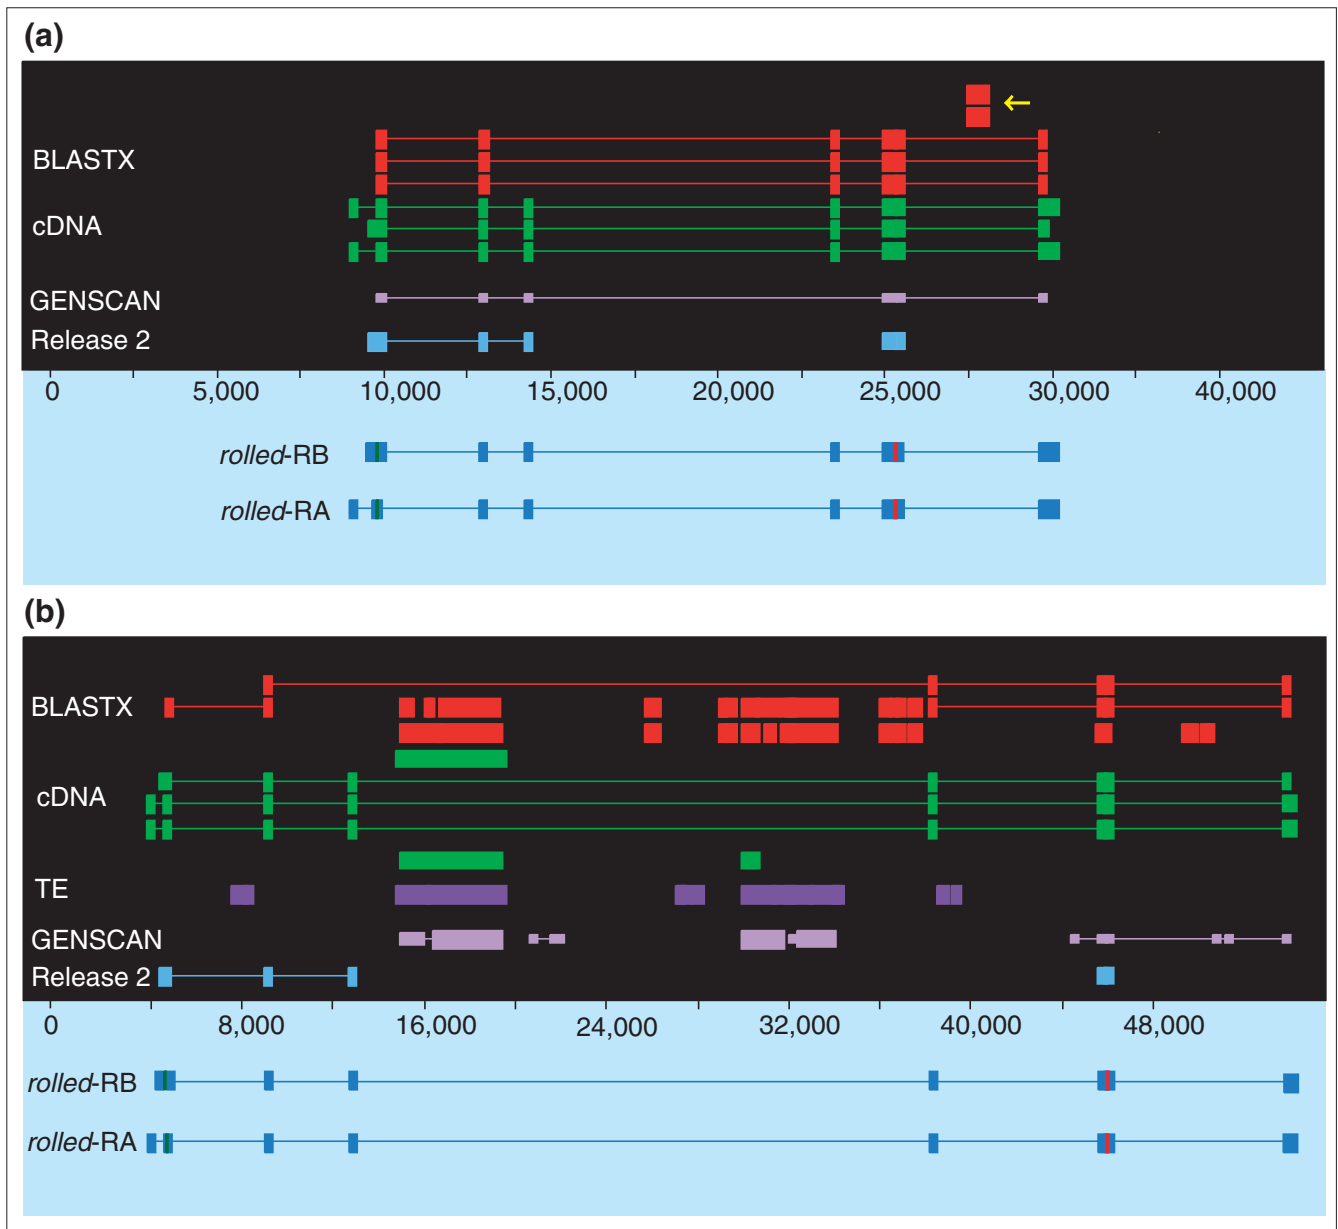 (a)
BLASTX
cDNA
GENSCAN
Release 2
0 5,000 10,000 15,000 20,000 25,000 30,000 40,000
rolled-RB
rolled-RA
(b)
BLASTX
cDNA
TE
GENSCAN
Release 2
0 8,000 16,000 24,000 32,000 40,000 48,000
rolled-RB
rolled-RA